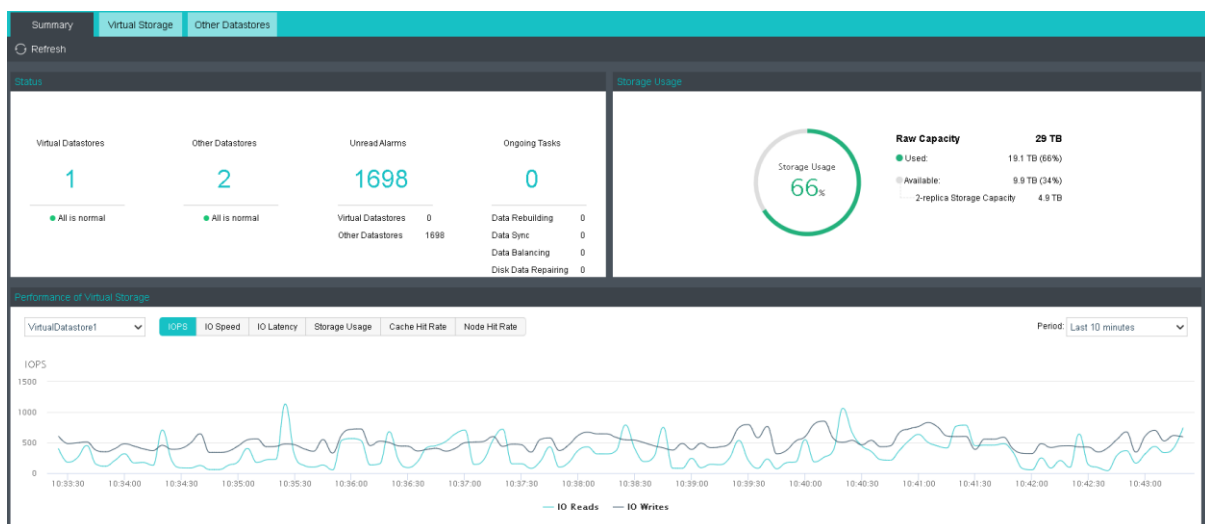 Summary Virtual Storage Other Datastores
Refresh
Status
Virtual Datastores Other Datastores Unread Alarms Ongoing Tasks
1 2 1698 0
All is normal All is normal Virtual Datastores 0 Data Rebuilding 0
Other Datastores 1698 Data Sync 0
Data Balancing 0
Disk Data Repairing 0
Storage Usage
Storage Usage
66%
Raw Capacity 29 TB
Used: 19.1 TB (66%)
Available: 9.9 TB (34%)
2-replica Storage Capacity 4.9 TB
Performance of Virtual Storage
VirtualDatastore1 IOPS IO Speed IO Latency Storage Usage Cache Hit Rate Node Hit Rate Period: Last 10 minutes
IOPS
1500
1000
500
0
10:33:30 10:34:00 10:34:30 10:35:00 10:35:30 10:36:00 10:36:30 10:37:00 10:37:30 10:38:00 10:38:30 10:39:00 10:39:30 10:40:00 10:40:30 10:41:00 10:41:30 10:42:00 10:42:30 10:43:00
IO Reads IO Writes